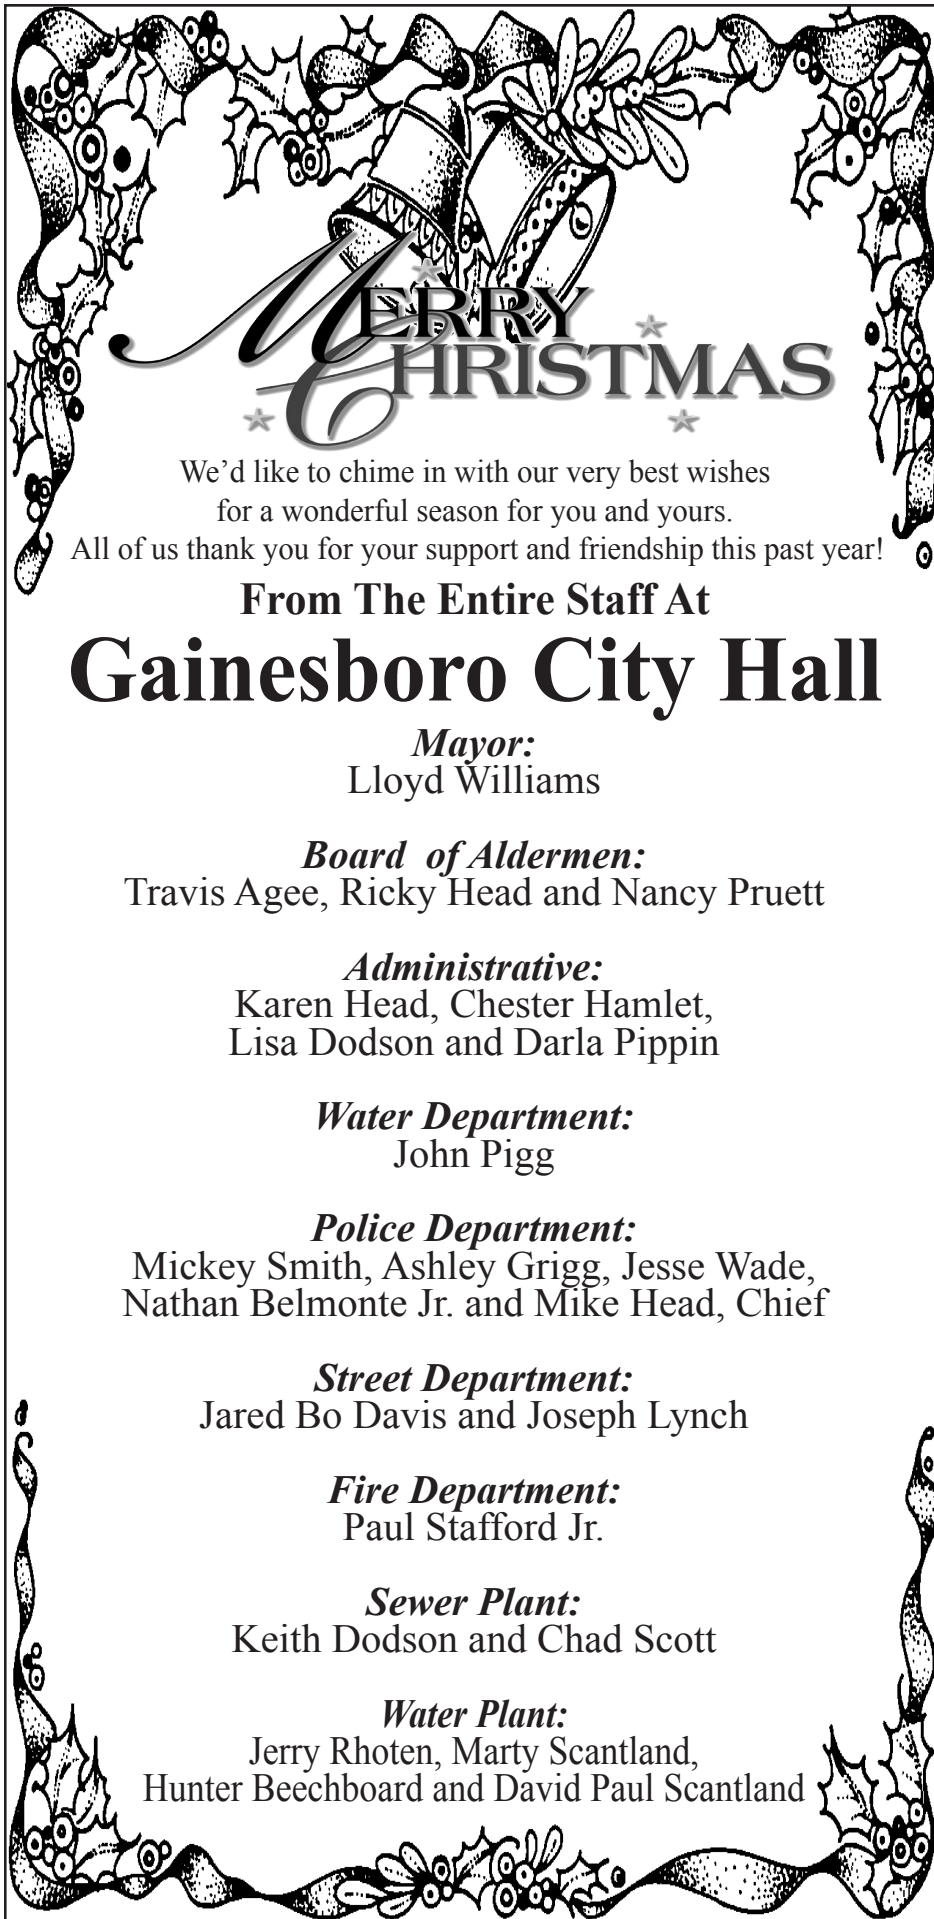 MERRY
CHRISTMAS
We’d like to chime in with our very best wishes
for a wonderful season for you and yours.
All of us thank you for your support and friendship this past year!
From The Entire Staff At
Gainesboro City Hall
Mayor:
Lloyd Williams
Board of Aldermen:
Travis Agee, Ricky Head and Nancy Pruett
Administrative:
Karen Head, Chester Hamlet,
Lisa Dodson and Darla Pippin
Water Department:
John Pigg
Police Department:
Mickey Smith, Ashley Grigg, Jesse Wade,
Nathan Belmonte Jr. and Mike Head, Chief
Street Department:
Jared Bo Davis and Joseph Lynch
Fire Department:
Paul Stafford Jr.
Sewer Plant:
Keith Dodson and Chad Scott
Water Plant:
Jerry Rhoten, Marty Scantland,
Hunter Beechboard and David Paul Scantland